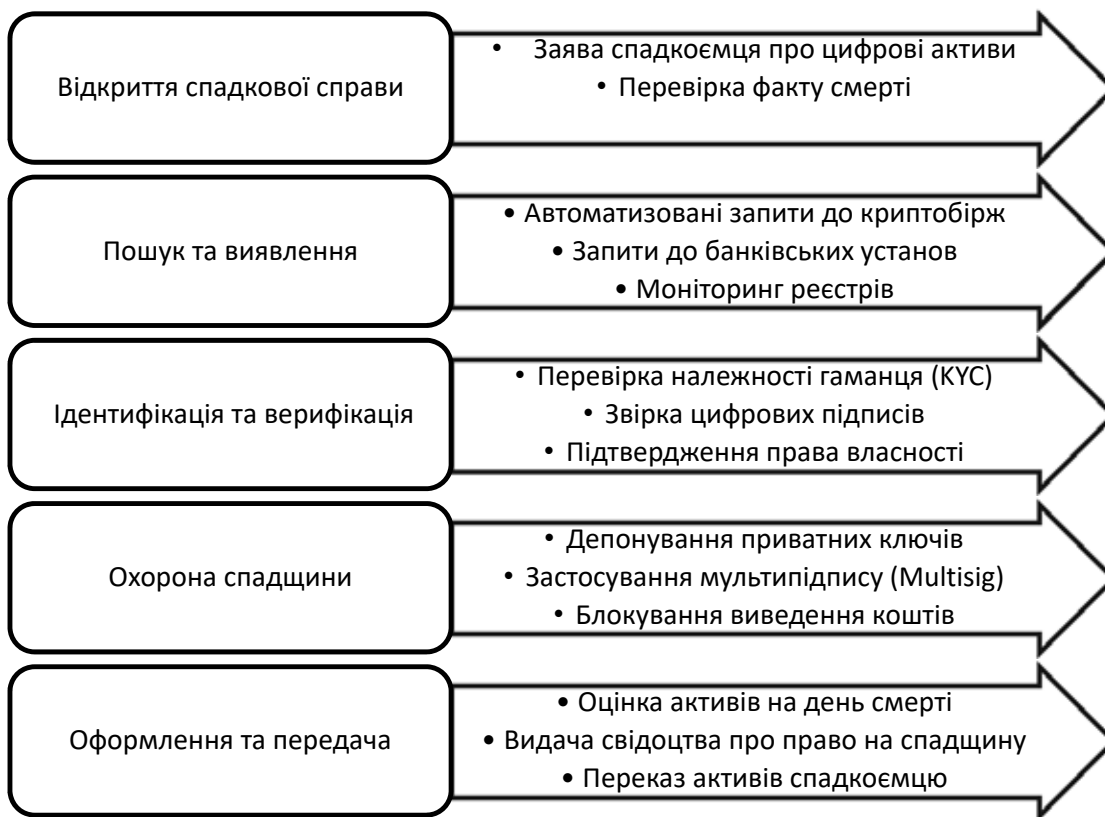 Відкриття спадкової справи
• Заява спадкоємця про цифрові активи
• Перевірка факту смерті
Пошук та виявлення
• Автоматизовані запити до криптобірж
• Запити до банківських установ
• Моніторинг реєстрів
Ідентифікація та верифікація
• Перевірка належності гаманця (KYC)
• Звірка цифрових підписів
• Підтвердження права власності
Охорона спадщини
• Депонування приватних ключів
• Застосування мультипідпису (Multisig)
• Блокування виведення коштів
Оформлення та передача
• Оцінка активів на день смерті
• Видача свідоцтва про право на спадщину
• Переказ активів спадкоємцю